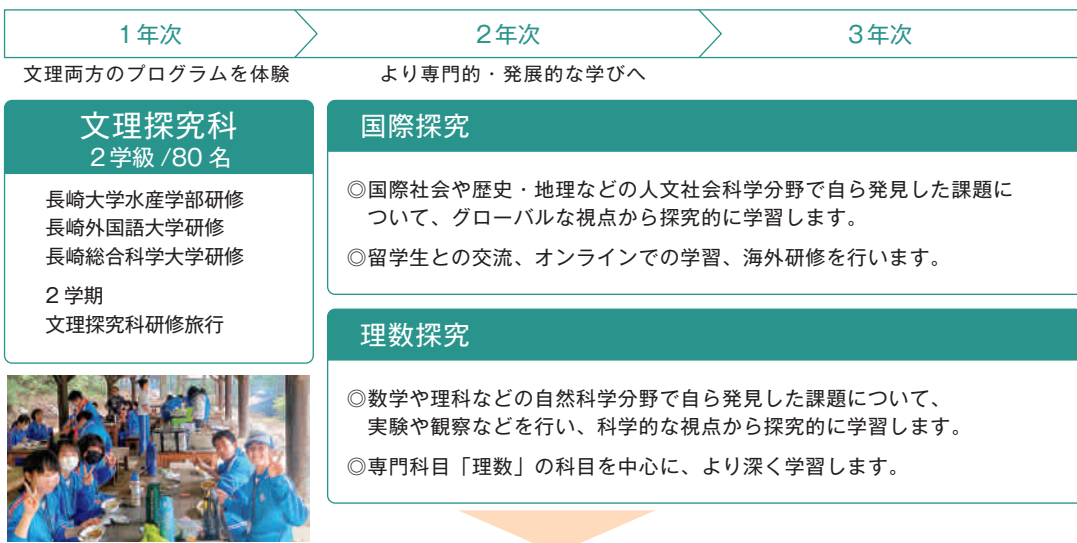 1年次
2年次
3年次
文理両方のプログラムを体験
より専門的・発展的な学びへ
文理探究科
2学級/80名
長崎大学水産学部研修
長崎外国語大学研修
長崎総合科学大学研修
2学期
文理探究科研修旅行
国際探究
◎国際社会や歴史・地理などの人文社会科学分野で自ら発見した課題に
ついて、グローバルな視点から探究的に学習します。
◎留学生との交流、オンラインでの学習、海外研修を行います。
理数探究
◎数学や理科などの自然科学分野で自ら発見した課題について、
実験や観察などを行い、科学的な視点から探究的に学習します。
◎専門科目「理数」の科目を中心に、より深く学習します。